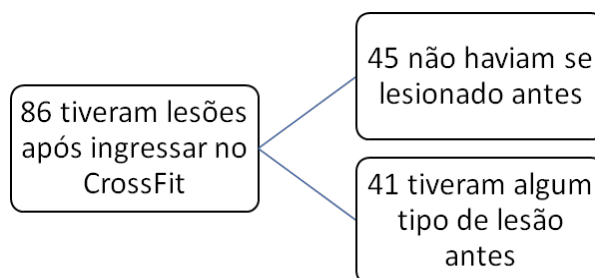 86 tiveram lesões
após ingressar no
CrossFit
45 não haviam se
lesionado antes
41 tiveram algum
tipo de lesão
antes